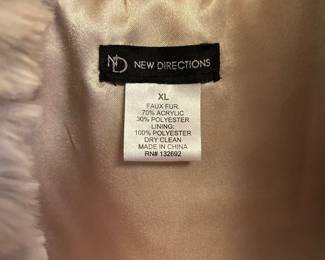 ND NEW DIRECTIONS
XL
FAUX FUR:
70% ACRYLIC
30% POLYESTER
LINING:
100% POLYESTER
DRY CLEAN
MADE IN CHINA
RN# 132692